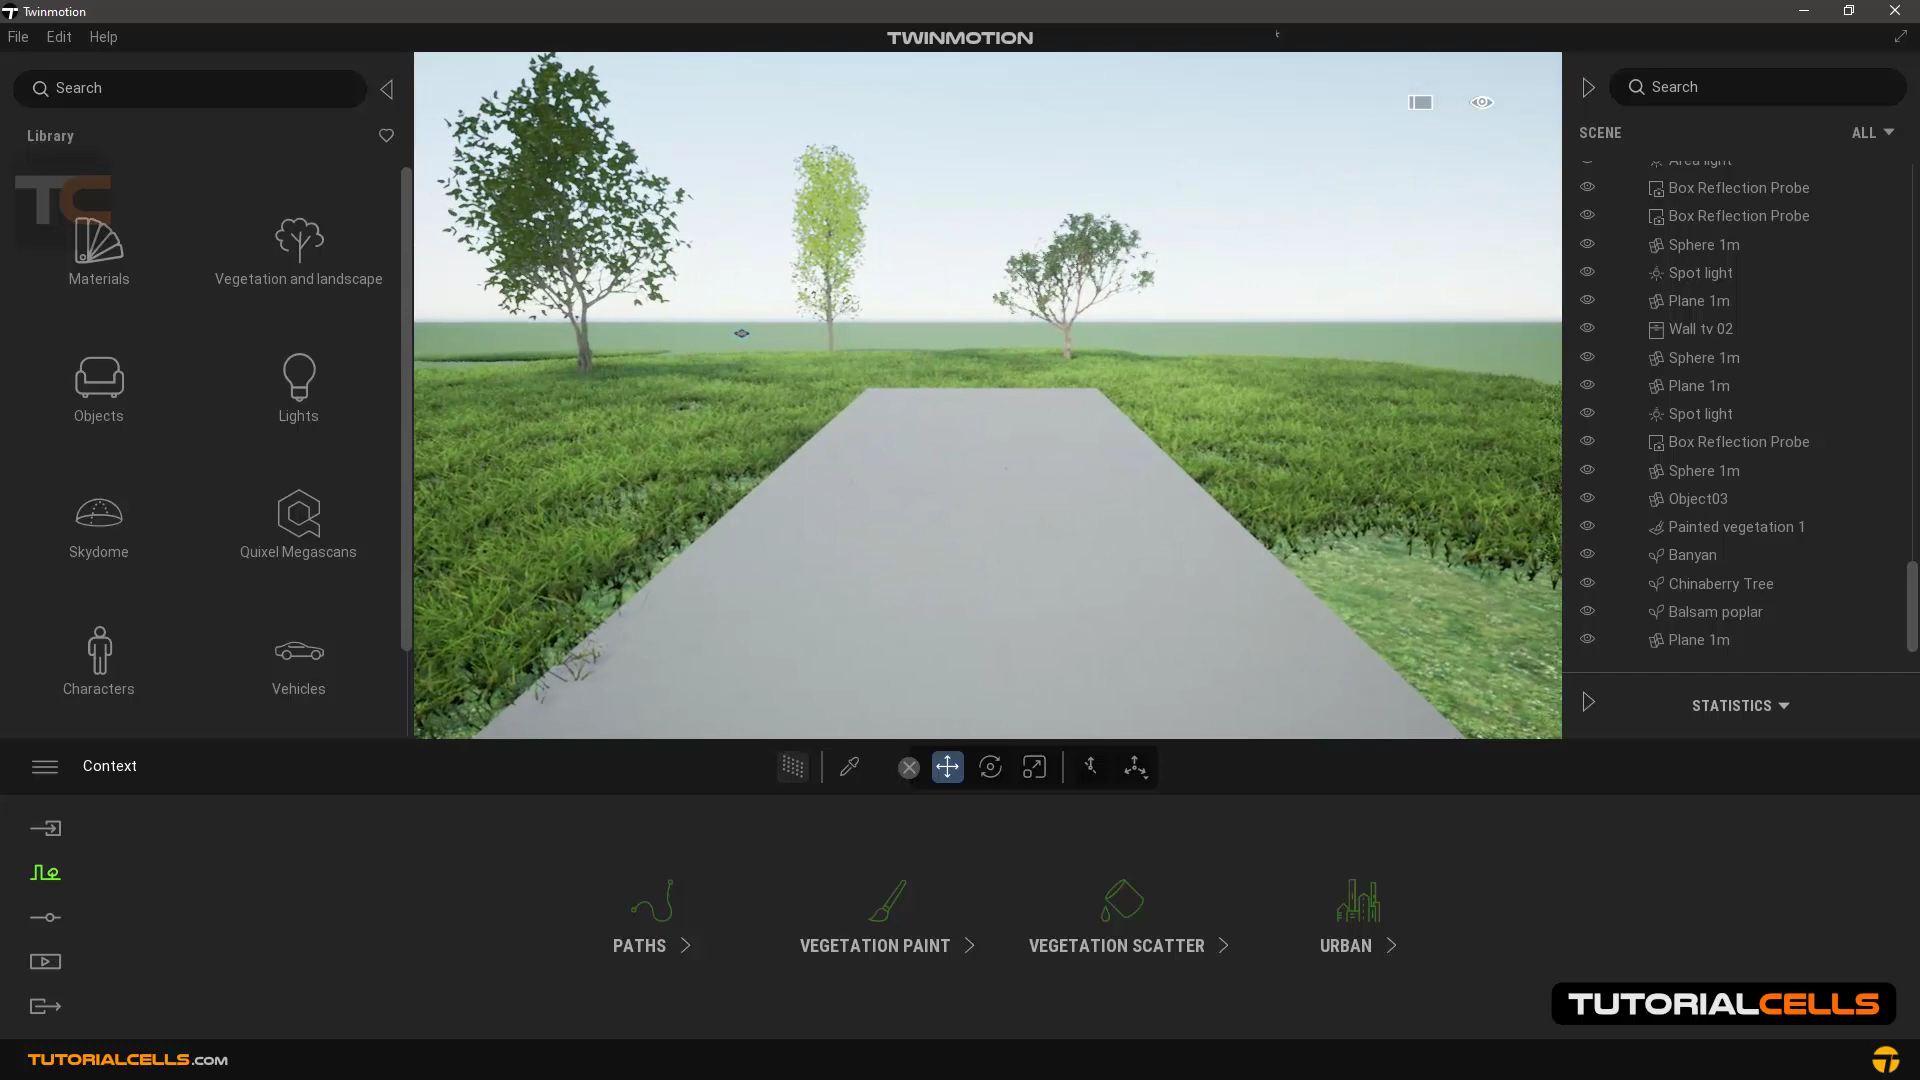 Twinmotion
File Edit Help
TWINMOTION
Search
Library
TC
Materials
Vegetation and landscape
Objects
Lights
Skydome
Quixel Megascans
Characters
Vehicles
Search
SCENE
ALL
Area light
Box Reflection Probe
Box Reflection Probe
Sphere 1m
Spot light
Plane 1m
Wall tv 02
Sphere 1m
Plane 1m
Spot light
Box Reflection Probe
Sphere 1m
Object03
Painted vegetation 1
Banyan
Chinaberry Tree
Balsam poplar
Plane 1m
STATISTICS
Context
PATHS
VEGETATION PAINT
VEGETATION SCATTER
URBAN
TUTORIALCELLS
TUTORIALCELLS.COM